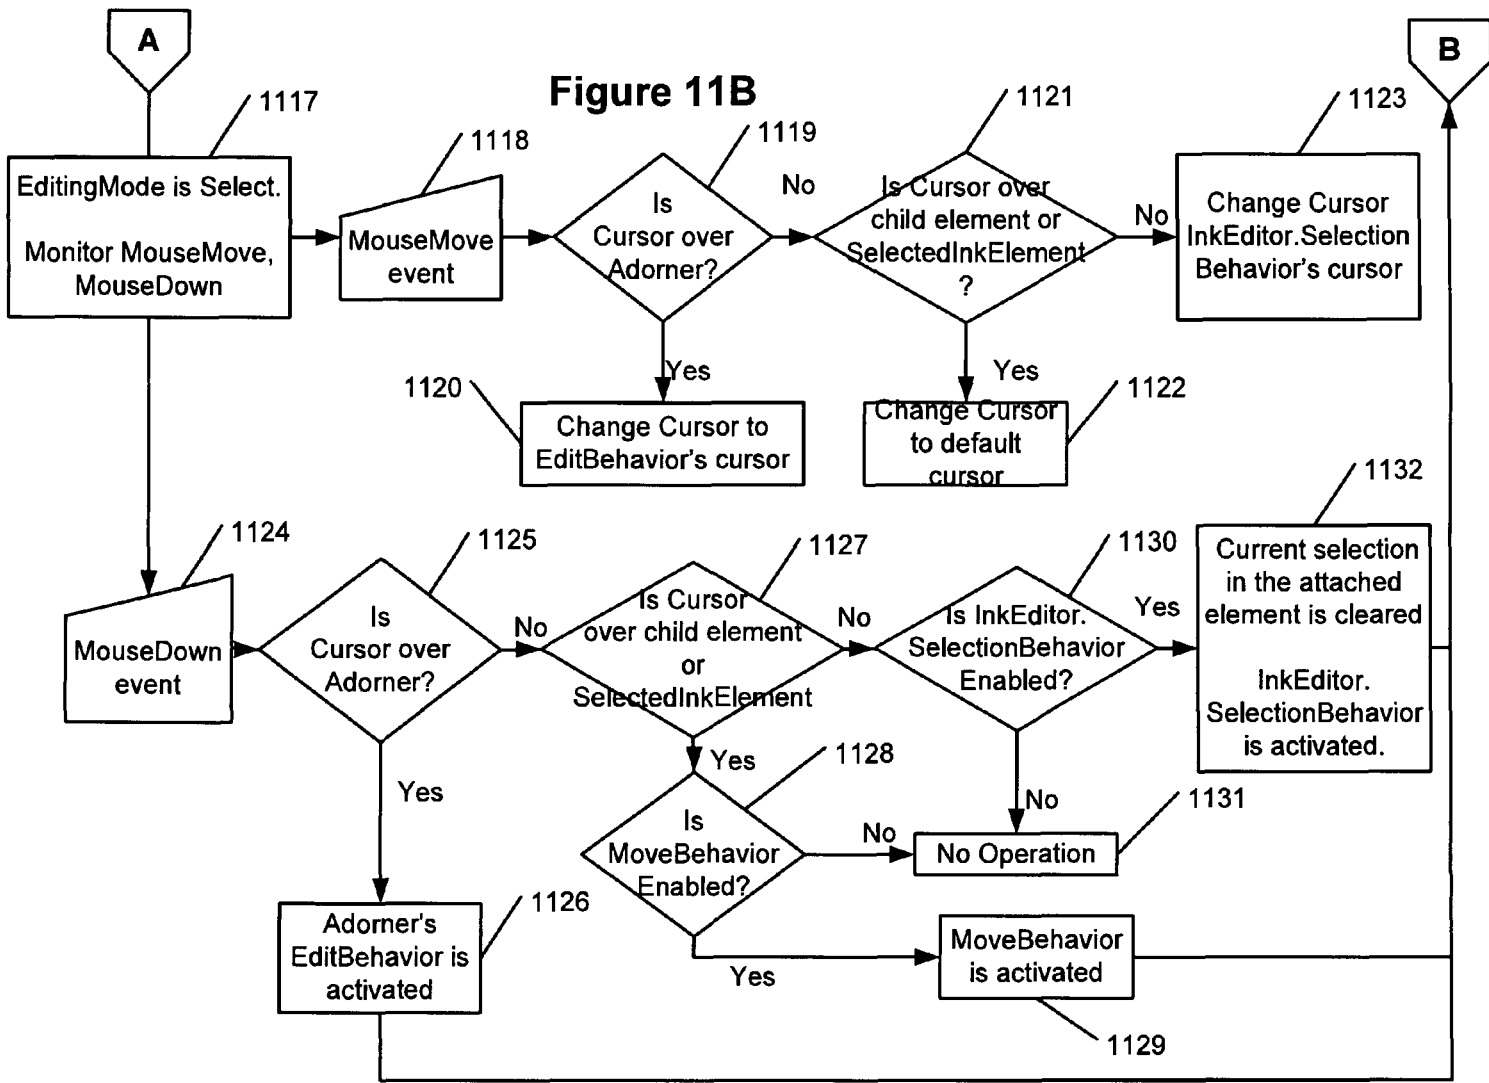 A
B
Figure 11B
1117
EditingMode is Select.
Monitor MouseMove,
MouseDown
1118
MouseMove
event
1119
Is
Cursor over
Adorner?
No
1121
Is Cursor over
child element or
SelectedInkElement
?
No
1123
Change Cursor
InkEditor.Selection
Behavior's cursor
Yes
1120
Change Cursor to
EditBehavior's cursor
Yes
1122
Change Cursor
to default
cursor
1124
MouseDown
event
1125
Is
Cursor over
Adorner?
No
1127
Is Cursor
over child element
or
SelectedInkElement
No
1130
Is InkEditor.
SelectionBehavior
Enabled?
Yes
1132
Current selection
in the attached
element is cleared
InkEditor.
SelectionBehavior
is activated.
Yes
1126
Adorner's
EditBehavior is
activated
Yes
1128
Is
MoveBehavior
Enabled?
No
No
1131
No Operation
Yes
MoveBehavior
is activated
1129